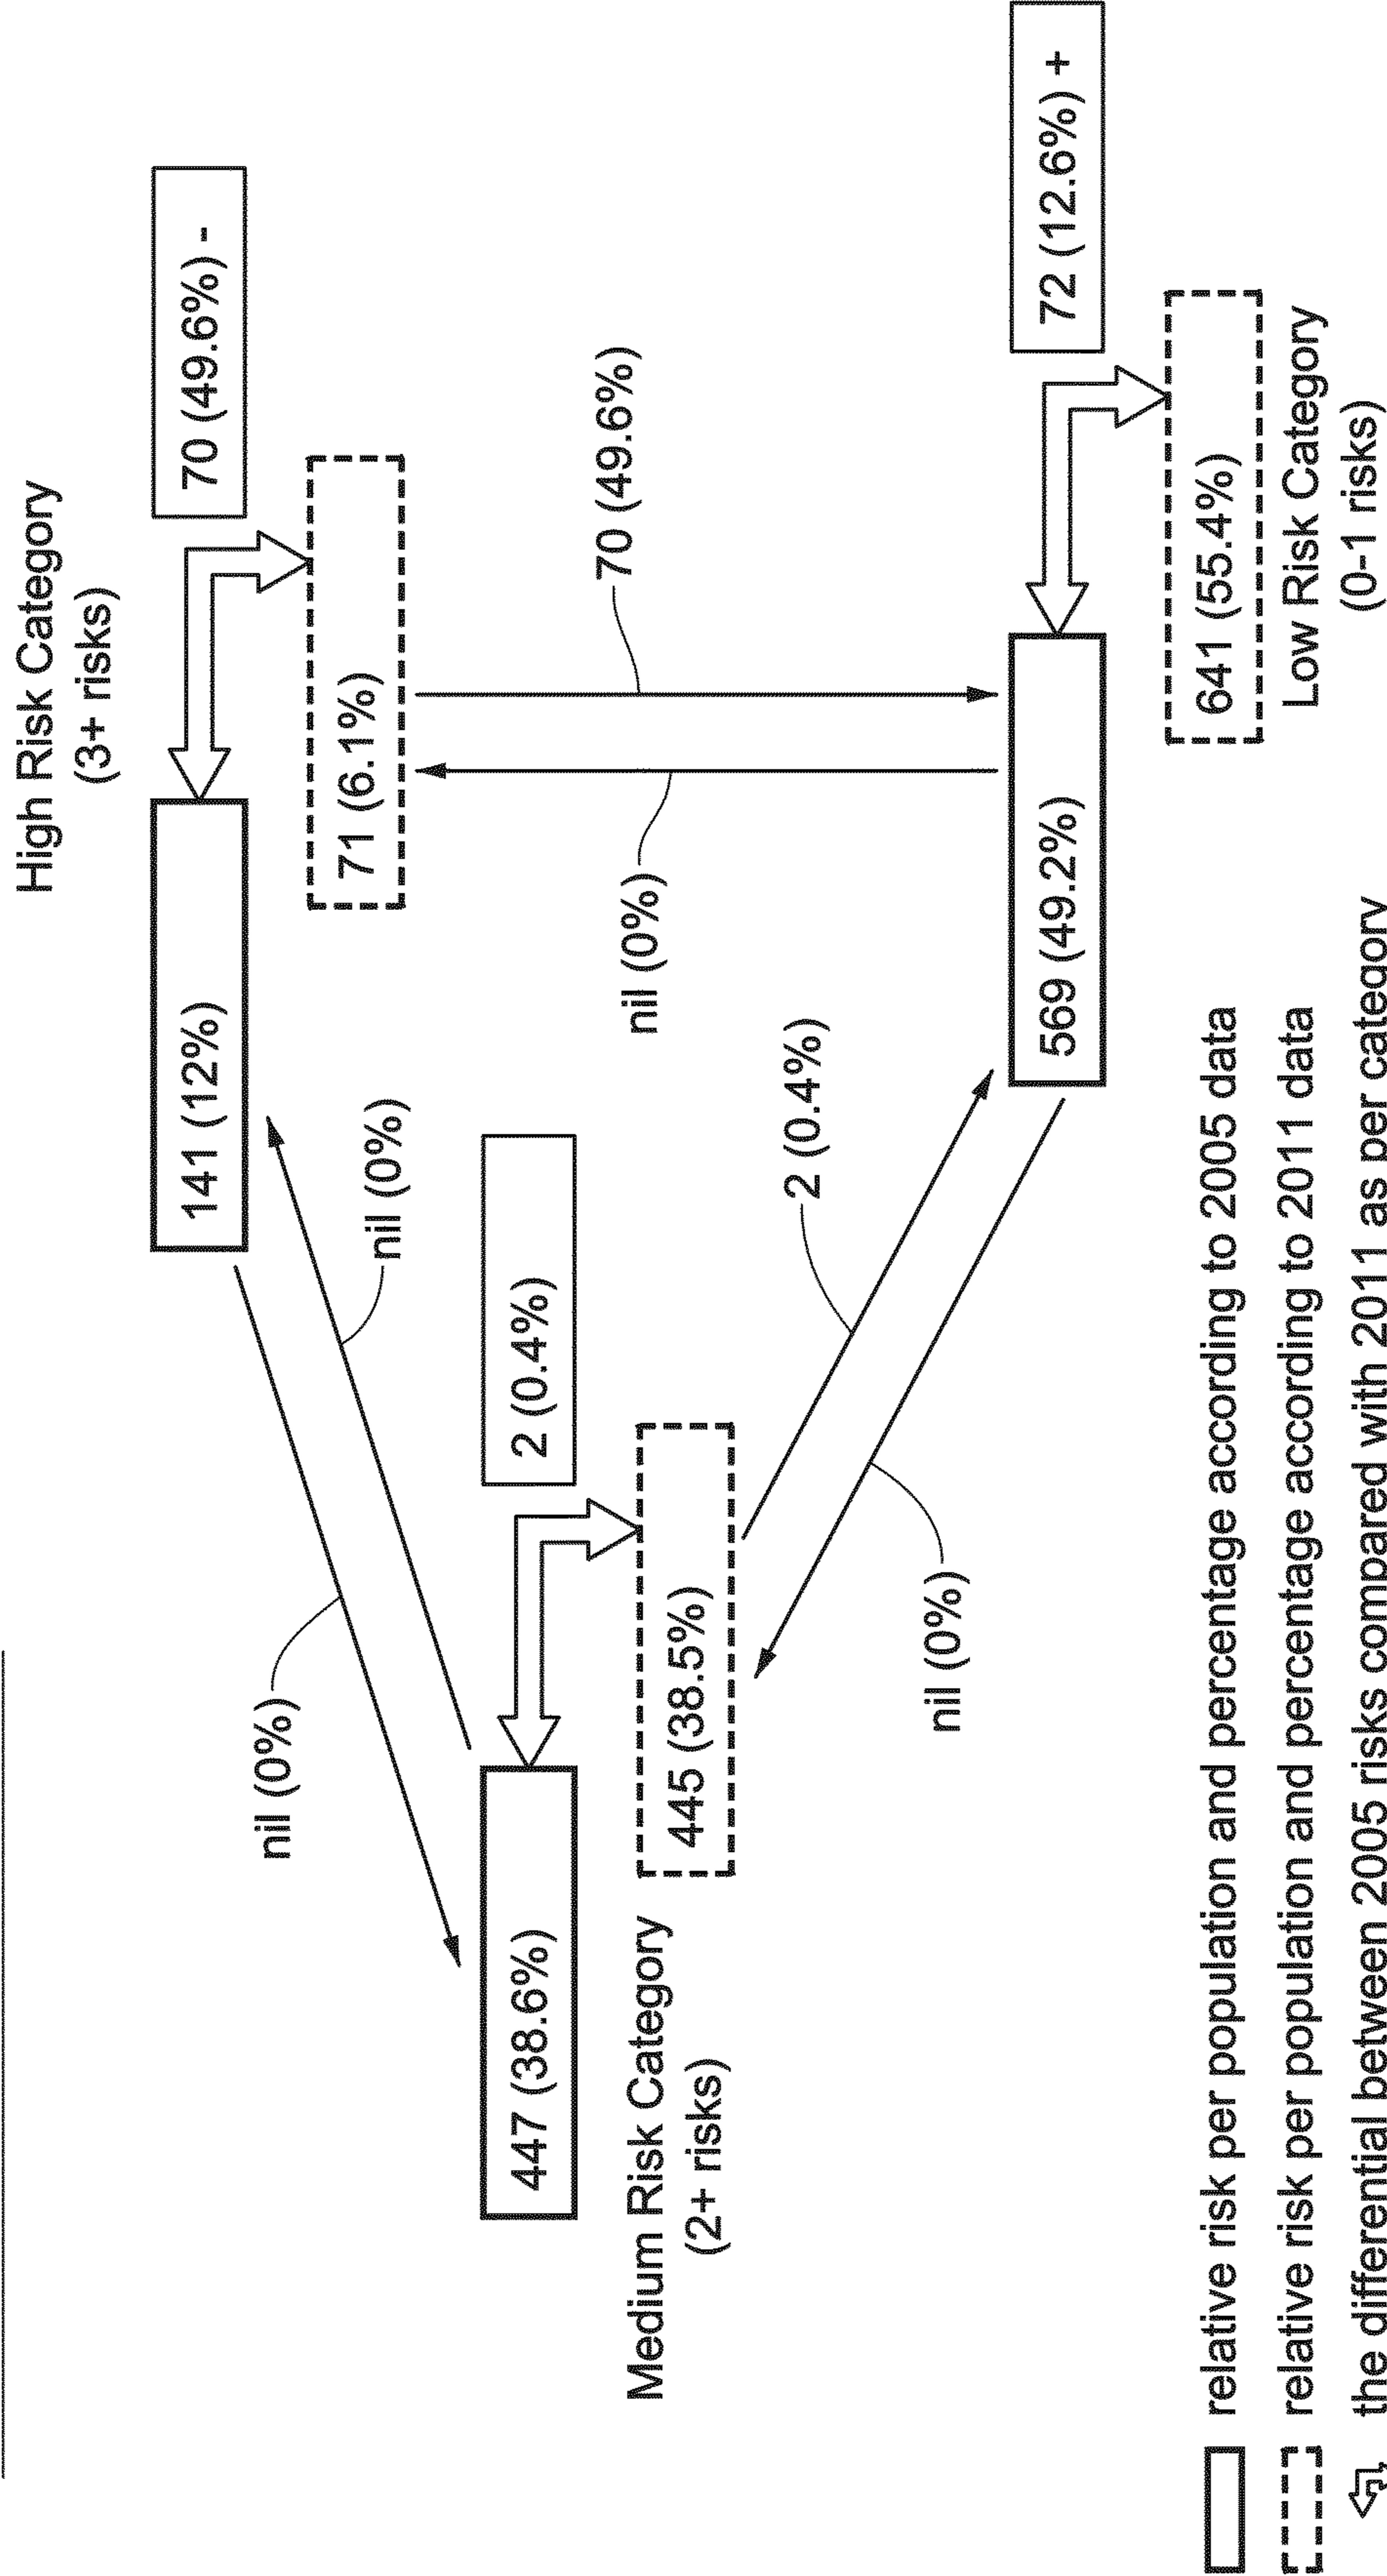 High Risk Category
(3+ risks)
141 (12%)
70 (49.6%) -
71 (6.1%)
nil (0%)
nil (0%)
2 (0.4%)
447 (38.6%)
445 (38.5%)
Medium Risk Category
(2+ risks)
70 (49.6%)
nil (0%)
2 (0.4%)
nil (0%)
72 (12.6%) +
569 (49.2%)
641 (55.4%)
Low Risk Category
(0-1 risks)
relative risk per population and percentage according to 2005 data
relative risk per population and percentage according to 2011 data
the differential between 2005 risks compared with 2011 as per category